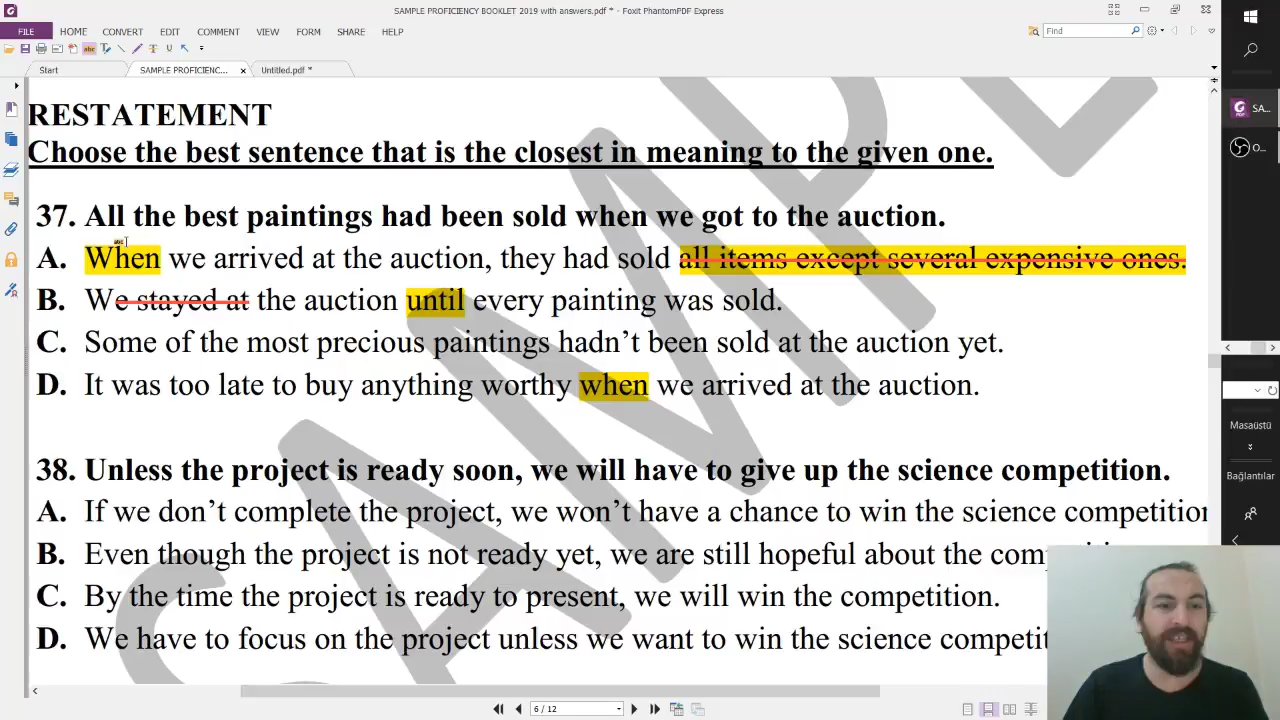 SAMPLE PROFICIENCY BOOKLET 2019 with answers.pdf * - Foxit PhantomPDF Express
FILE HOME CONVERT EDIT COMMENT VIEW FORM SHARE HELP
Find
Start SAMPLE PROFICIENC... Untitled.pdf *
RESTATEMENT
Choose the best sentence that is the closest in meaning to the given one.
37. All the best paintings had been sold when we got to the auction.
A. When we arrived at the auction, they had sold all items except several expensive ones.
B. We stayed at the auction until every painting was sold.
C. Some of the most precious paintings hadn't been sold at the auction yet.
D. It was too late to buy anything worthy when we arrived at the auction.
38. Unless the project is ready soon, we will have to give up the science competition.
A. If we don't complete the project, we won't have a chance to win the science competition
B. Even though the project is not ready yet, we are still hopeful about the
C. By the time the project is ready to present, we will win the competition.
D. We have to focus on the project unless we want to win the science
SAMPLE
6 / 12
SA...
O...
Masaüstü
Bağlantılar